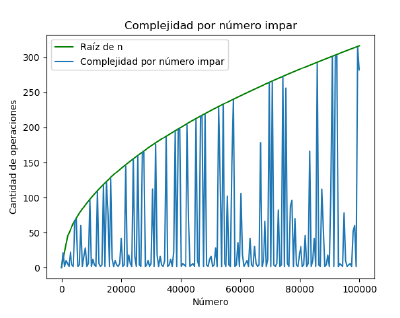 Complejidad por número impar
Raíz de n
Complejidad por número impar
Cantidad de operaciones
300
250
200
150
100
50
0
0 20000 40000 60000 80000 100000
Número